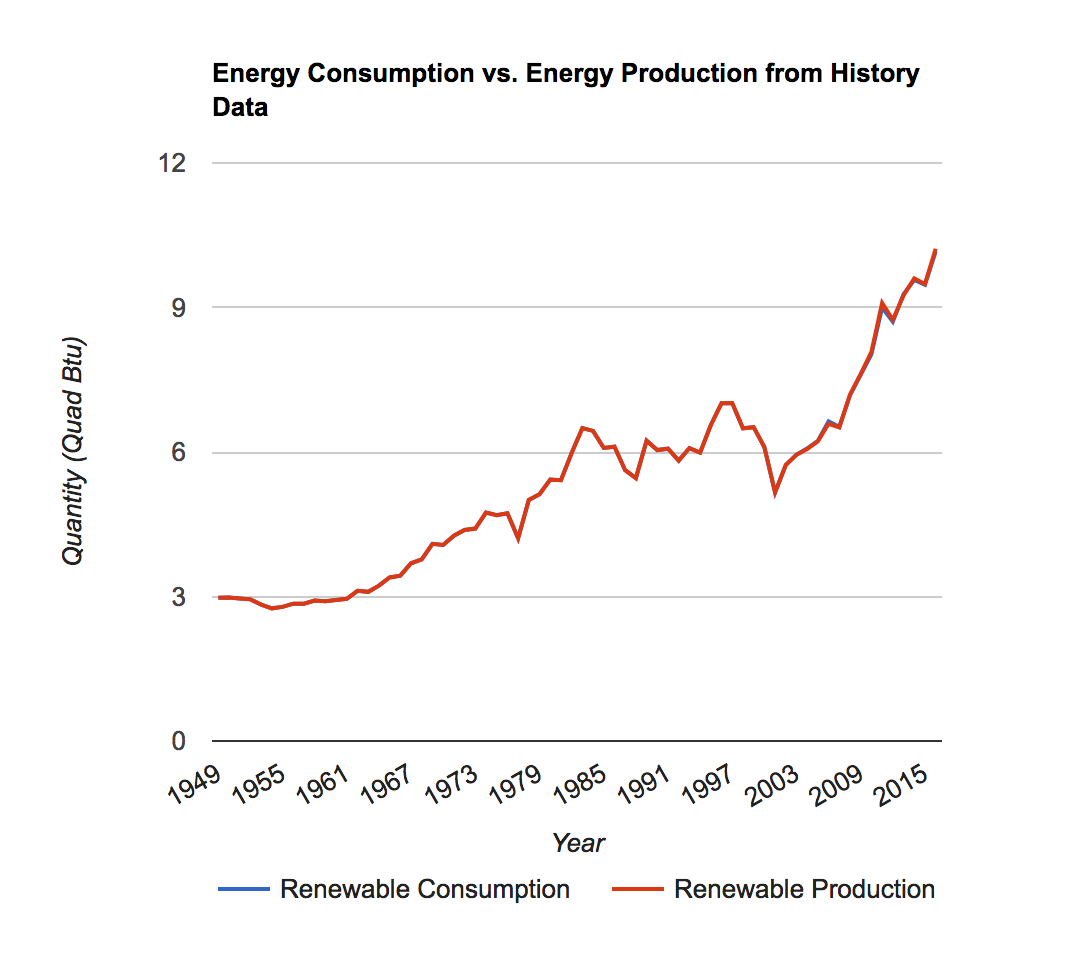 Energy Consumption vs. Energy Production from History
Data
12
9
6
3
0
Quantity (Quad Btu)
1949 1955 1961 1967 1973 1979 1985 1991 1997 2003 2009 2015
Year
Renewable Consumption Renewable Production